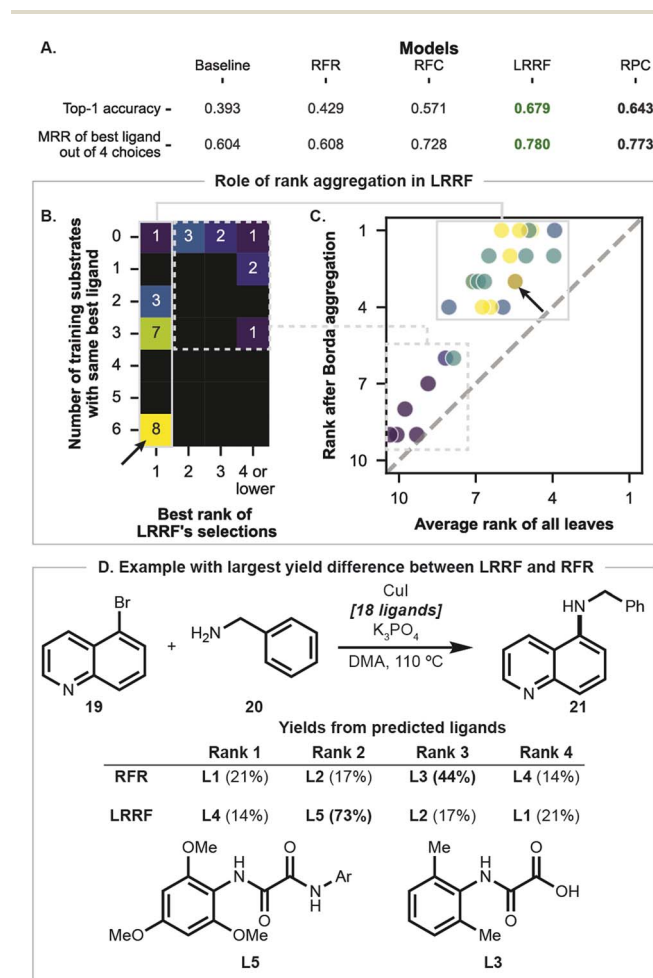 A.
Models
Baseline RFR RFC LRRF RPC
Top-1 accuracy - 0.393 0.429 0.571 0.679 0.643
MRR of best ligand
out of 4 choices - 0.604 0.608 0.728 0.780 0.773
Role of rank aggregation in LRRF
B.
Number of training substrates
with same best ligand
0 1 3 2 1
1 2
2 3
3 7 1
4
5
6 8
1 2 3 4 or
lower
Best rank of
LRRF's selections
C.
Rank after Borda aggregation
1
4
7
10
10 7 4 1
Average rank of all leaves
D. Example with largest yield difference between LRRF and RFR
Br
N
19
+
H2N
20
CuI
[18 ligands]
K3PO4
DMA, 110 ºC
HN
Ph
N
21
Yields from predicted ligands
Rank 1 Rank 2 Rank 3 Rank 4
RFR L1 (21%) L2 (17%) L3 (44%) L4 (14%)
LRRF L4 (14%) L5 (73%) L2 (17%) L1 (21%)
OMe
H
N
O
Ar
N
H
O
MeO
OMe
L5
Me
H
N
O
OH
O
Me
L3